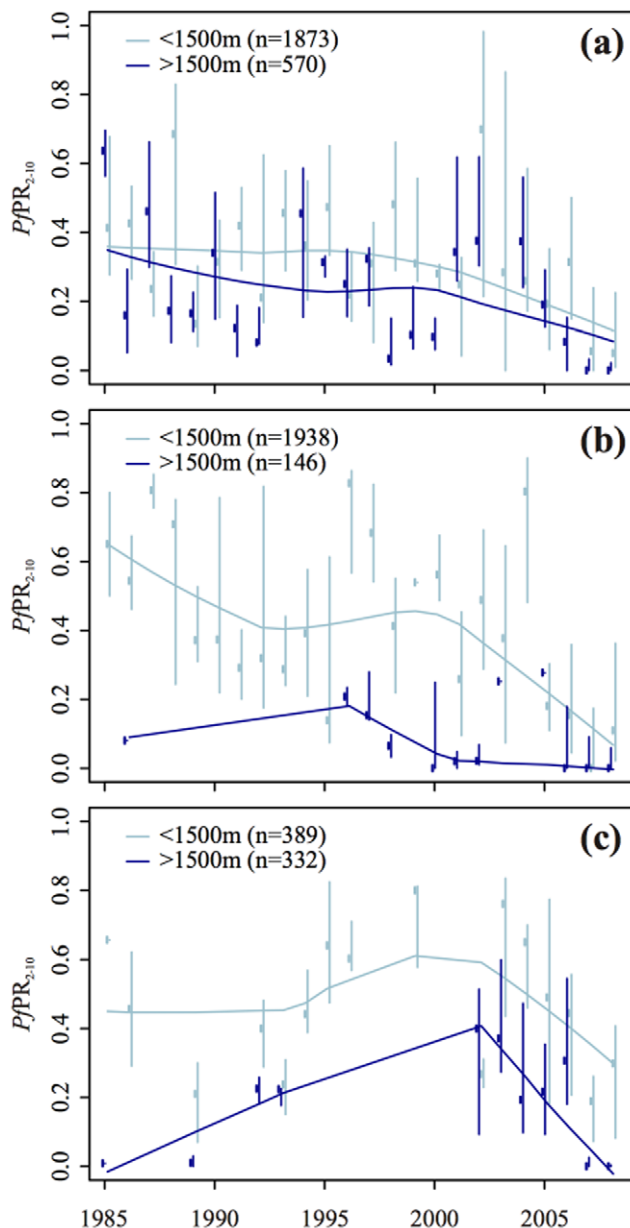 (a)
<1500m (n=1873)
>1500m (n=570)
PfPR2-10
1.0
0.8
0.6
0.4
0.2
0.0
(b)
<1500m (n=1938)
>1500m (n=146)
PfPR2-10
1.0
0.8
0.6
0.4
0.2
0.0
(c)
<1500m (n=389)
>1500m (n=332)
PfPR2-10
1.0
0.8
0.6
0.4
0.2
0.0
1985 1990 1995 2000 2005